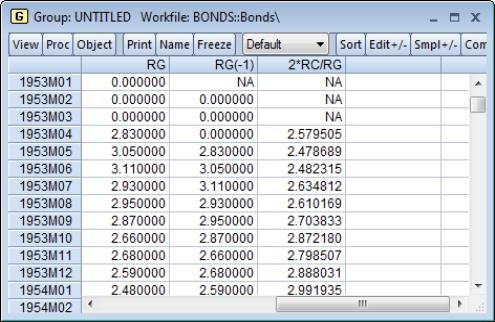 G Group: UNTITLED Workfile: BONDS::Bonds\
View Proc Object Print Name Freeze Default Sort Edit+/- Smpl+/- Com
RG RG(-1) 2*RC/RG
1953M01 0.000000 NA NA
1953M02 0.000000 0.000000 NA
1953M03 0.000000 0.000000 NA
1953M04 2.830000 0.000000 2.579505
1953M05 3.050000 2.830000 2.478689
1953M06 3.110000 3.050000 2.482315
1953M07 2.930000 3.110000 2.634812
1953M08 2.950000 2.930000 2.610169
1953M09 2.870000 2.950000 2.703833
1953M10 2.660000 2.870000 2.872180
1953M11 2.680000 2.660000 2.798507
1953M12 2.590000 2.680000 2.888031
1954M01 2.480000 2.590000 2.991935
1954M02